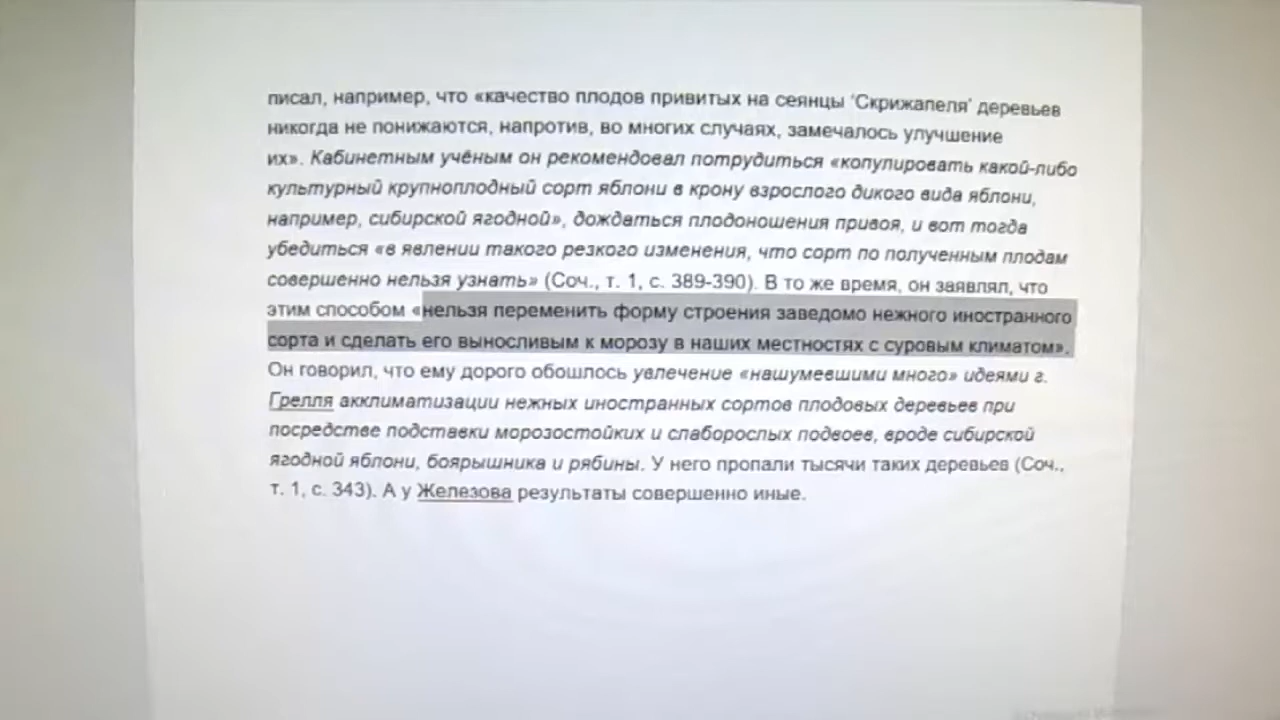 писал, например, что «качество плодов привитых на сеянцы 'Скрижапеля' деревьев
никогда не понижаются, напротив, во многих случаях, замечалось улучшение
их». Кабинетным учёным он рекомендовал потрудиться «копулировать какой-либо
культурный крупноплодный сорт яблони в крону взрослого дикого вида яблони,
например, сибирской ягодной», дождаться плодоношения привоя, и вот тогда
убедиться «в явлении такого резкого изменения, что сорт по полученным плодам
совершенно нельзя узнать» (Соч., т. 1, с. 389-390). В то же время, он заявлял, что
этим способом «нельзя переменить форму строения заведомо нежного иностранного
сорта и сделать его выносливым к морозу в наших местностях с суровым климатом».
Он говорил, что ему дорого обошлось увлечение «нашумевшими много» идеями г.
Грелля акклиматизации нежных иностранных сортов плодовых деревьев при
посредстве подставки морозостойких и слаборослых подвоев, вроде сибирской
ягодной яблони, боярышника и рябины. У него пропали тысячи таких деревьев (Соч.,
т. 1, с. 343). А у Железова результаты совершенно иные.